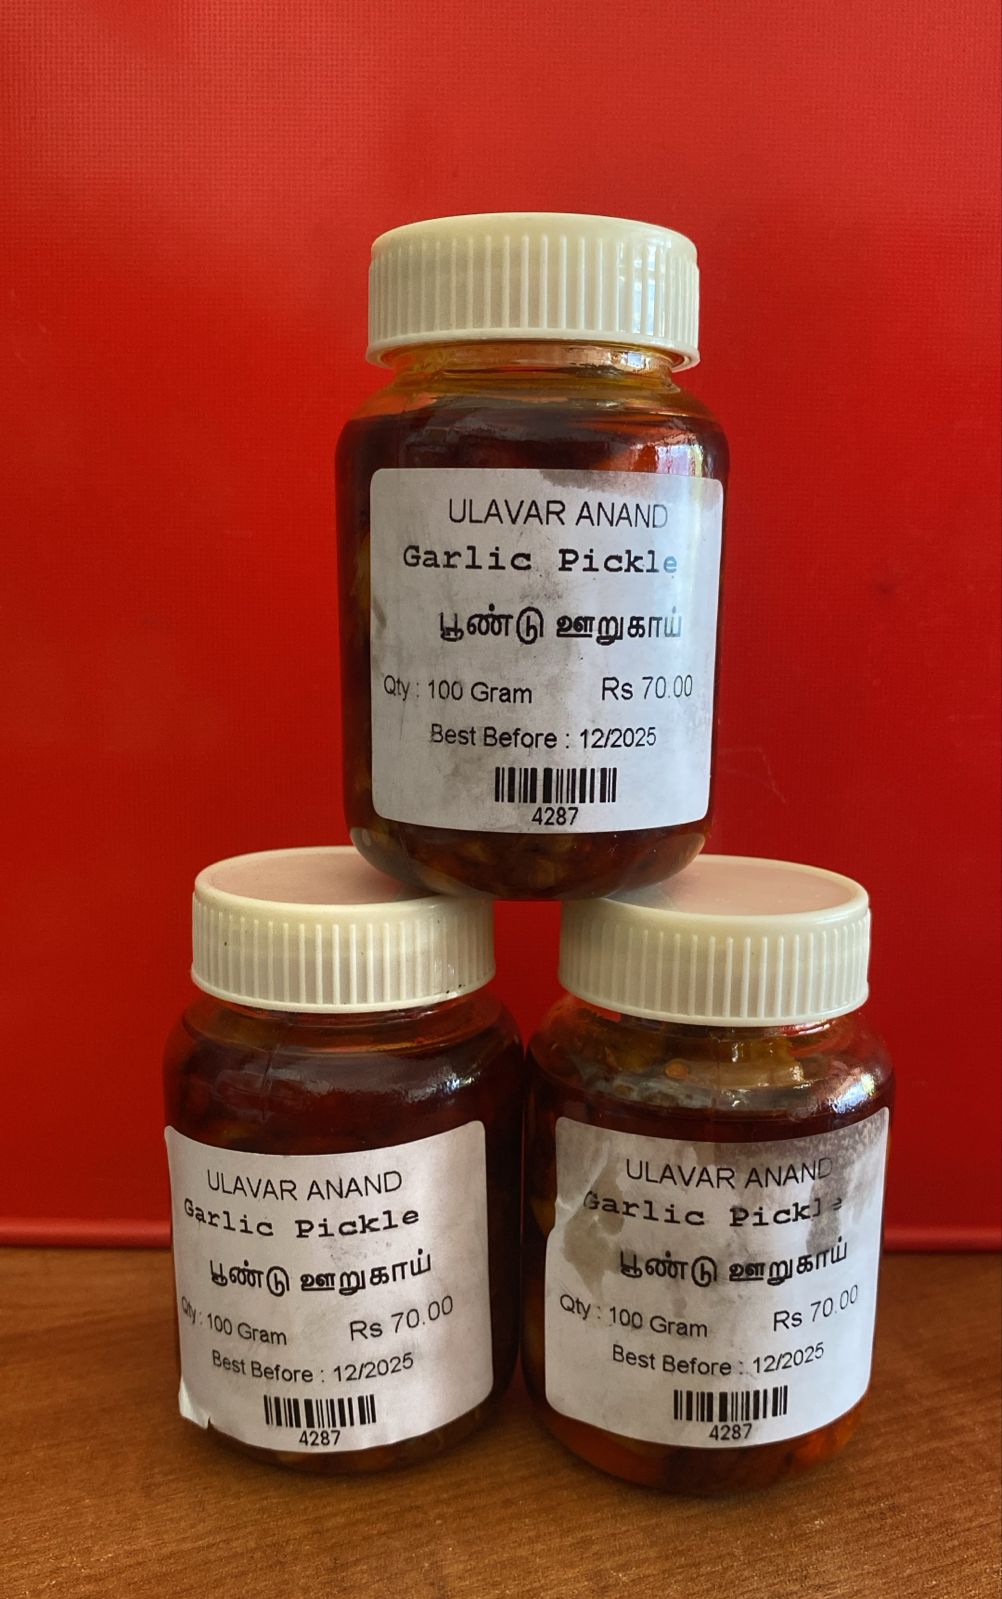 ULAVAR ANAND
Garlic Pickle
பூண்டு ஊறுகாய்
Qty : 100 Gram Rs 70.00
Best Before : 12/2025
4287
ULAVAR ANAND
Garlic Pickle
பூண்டு ஊறுகாய்
Qty : 100 Gram Rs 70.00
Best Before : 12/2025
4287
ULAVAR ANAND
Garlic Pickle
பூண்டு ஊறுகாய்
Qty : 100 Gram Rs 70.00
Best Before : 12/2025
4287